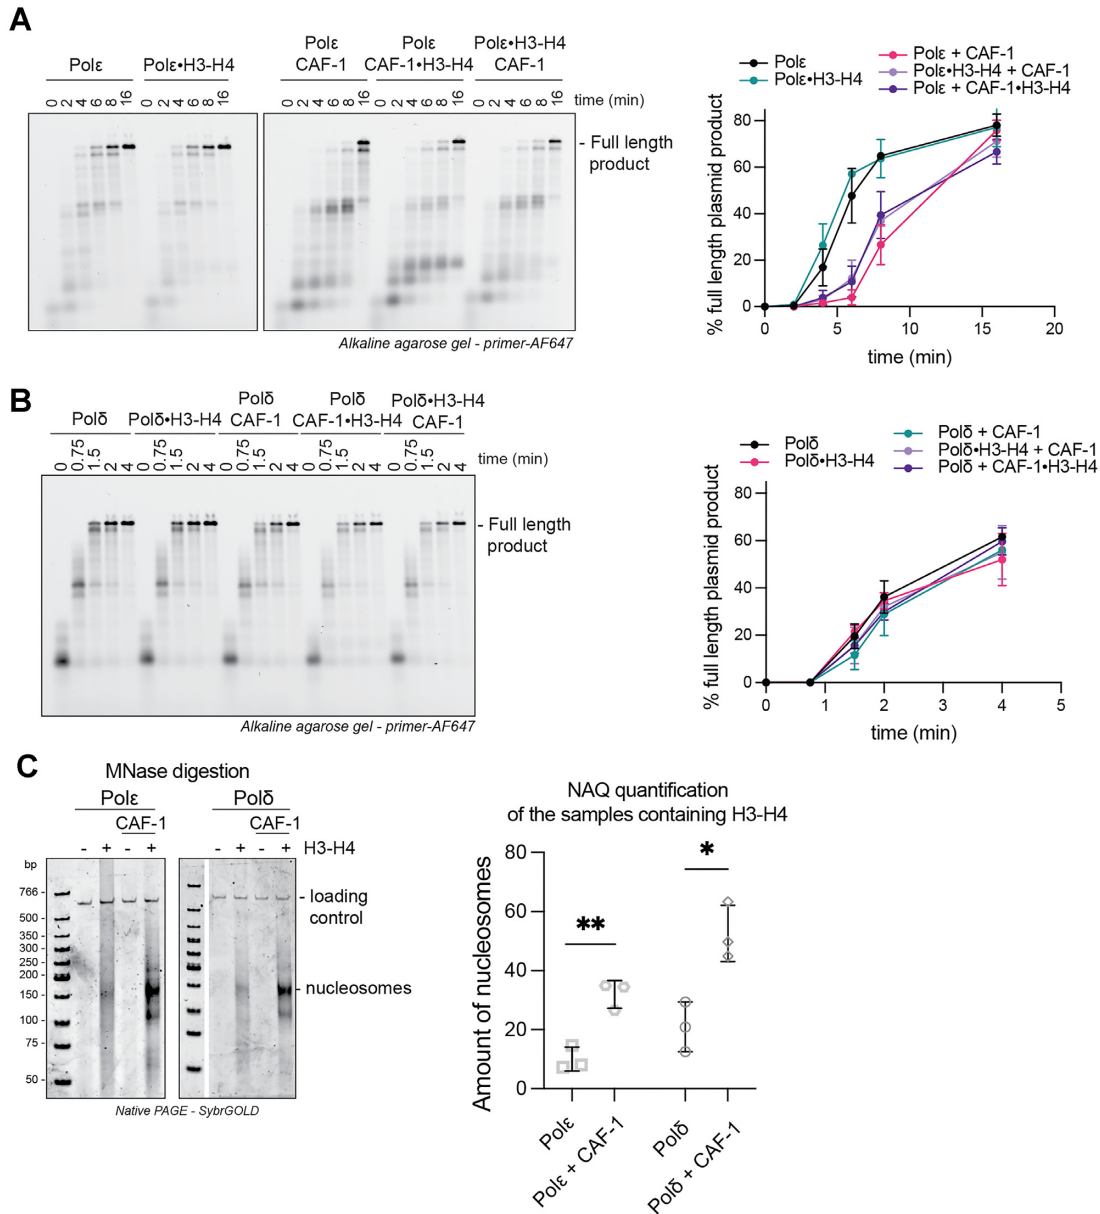 A
Polε
Polε•H3-H4
Polε
CAF-1
Polε
CAF-1•H3-H4
Polε•H3-H4
CAF-1
0 2 4 6 8 16 0 2 4 6 8 16 0 2 4 6 8 16 0 2 4 6 8 16 0 2 4 6 8 16 time (min)
- Full length
product
Alkaline agarose gel - primer-AF647
Polε
Polε•H3-H4
Polε + CAF-1
Polε•H3-H4 + CAF-1
Polε + CAF-1•H3-H4
% full length plasmid product
80
60
40
20
0
0 5 10 15 20
time (min)
B
Polδ
Polδ•H3-H4
Polδ
CAF-1
Polδ
CAF-1•H3-H4
Polδ•H3-H4
CAF-1
0 0.75 1.5 2 4 0 0.75 1.5 2 4 0 0.75 1.5 2 4 0 0.75 1.5 2 4 0 0.75 1.5 2 4 time (min)
- Full length
product
Alkaline agarose gel - primer-AF647
Polδ
Polδ•H3-H4
Polδ + CAF-1
Polδ•H3-H4 + CAF-1
Polδ + CAF-1•H3-H4
% full length plasmid product
80
60
40
20
0
0 1 2 3 4 5
time (min)
C
MNase digestion
Polε Polδ
CAF-1 CAF-1
- + - + - + - + H3-H4
bp
766 -
500 -
350 -
300 -
250 -
200 -
150 -
100 -
75 -
50 -
- loading
control
- nucleosomes
Native PAGE - SybrGOLD
NAQ quantification
of the samples containing H3-H4
Amount of nucleosomes
80
60
40
20
0
**
*
Polε
Polε + CAF-1
Polδ
Polδ + CAF-1